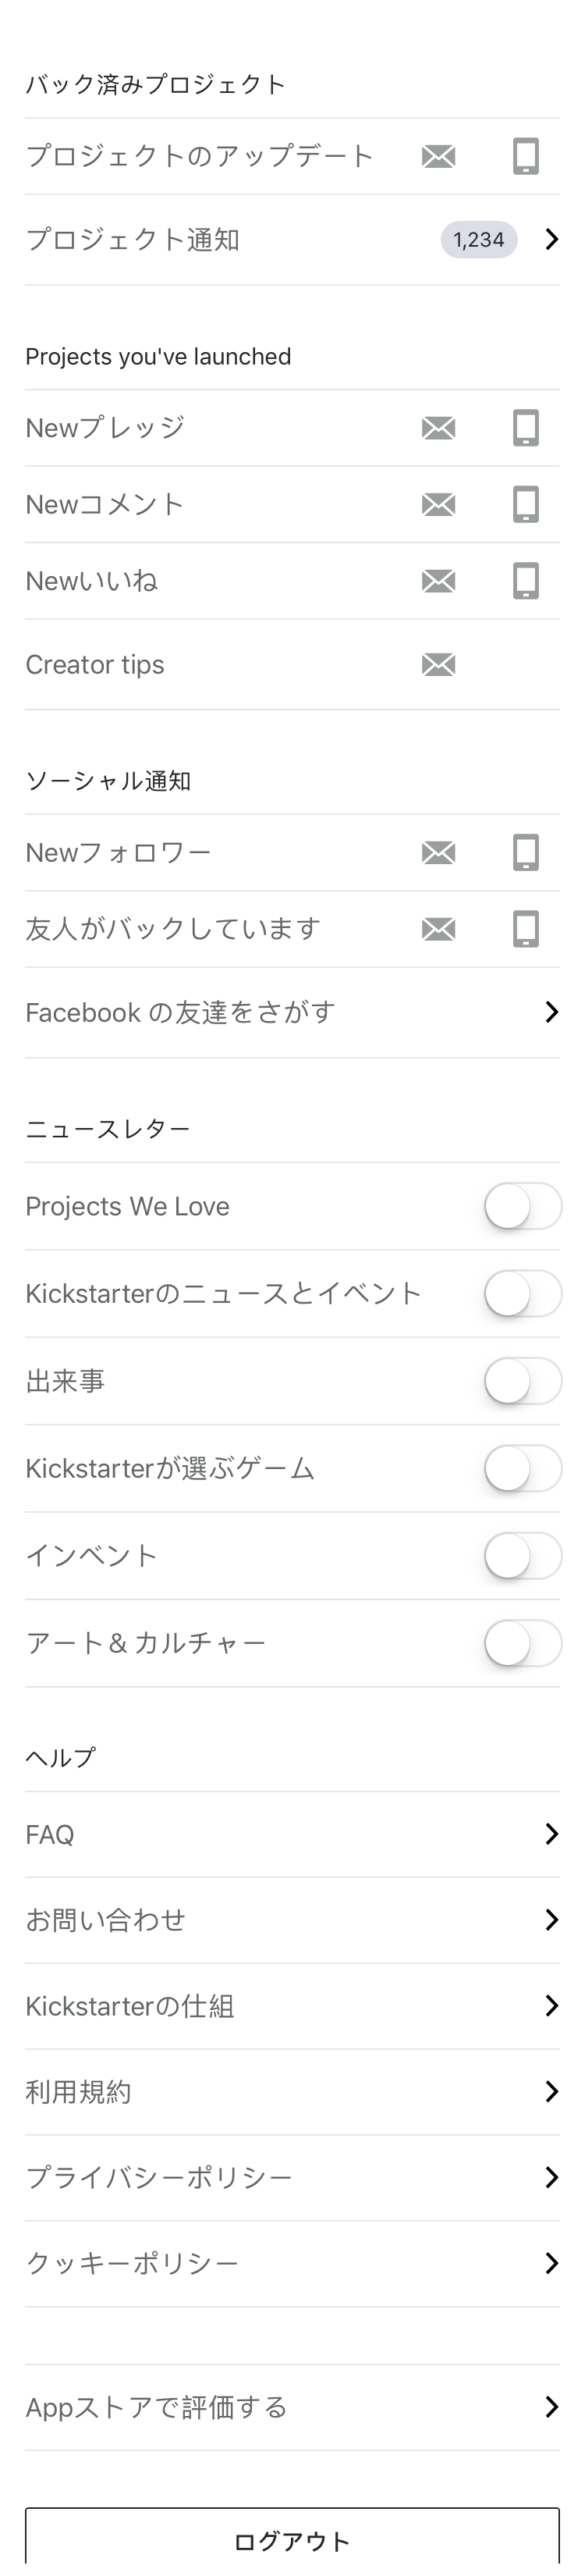 バック済みプロジェクト
プロジェクトのアップデート
プロジェクト通知 1,234
Projects you've launched
Newプレッジ
Newコメント
Newいいね
Creator tips
ソーシャル通知
Newフォロワー
友人がバックしています
Facebook の友達をさがす
ニュースレター
Projects We Love
Kickstarterのニュースとイベント
出来事
Kickstarterが選ぶゲーム
インベント
アート& カルチャー
ヘルプ
FAQ
お問い合わせ
Kickstarterの仕組
利用規約
プライバシーポリシー
クッキーポリシー
Appストアで評価する
ログアウト